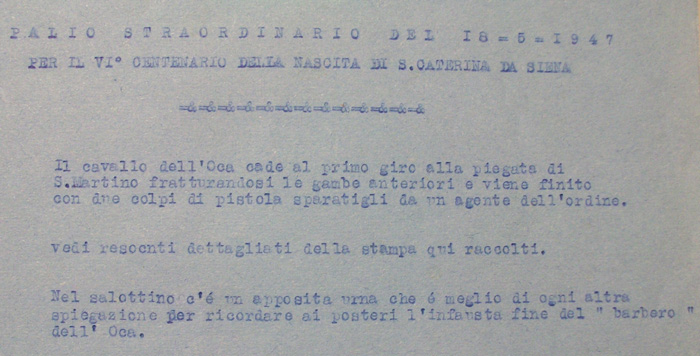 PALIO STRAORDINARIO DEL 18-5-1947
PER IL VI° CENTENARIO DELLA NASCITA DI S.CATERINA DA SIENA
=&=&=&=&=&=&=&=&=&=&=&=&=&=
Il cavallo dell'Oca cade al primo giro alla piegata di
S.Martino fratturandosi le gambe anteriori e viene finito
con due colpi di pistola sparatigli da un agente dell'ordine.
vedi resconti dettagliati della stampa qui raccolti.
Nel salottino c'é un apposita urna che é meglio di ogni altra
spiegazione per ricordare ai posteri l'infausta fine del " barbero "
dell' Oca.